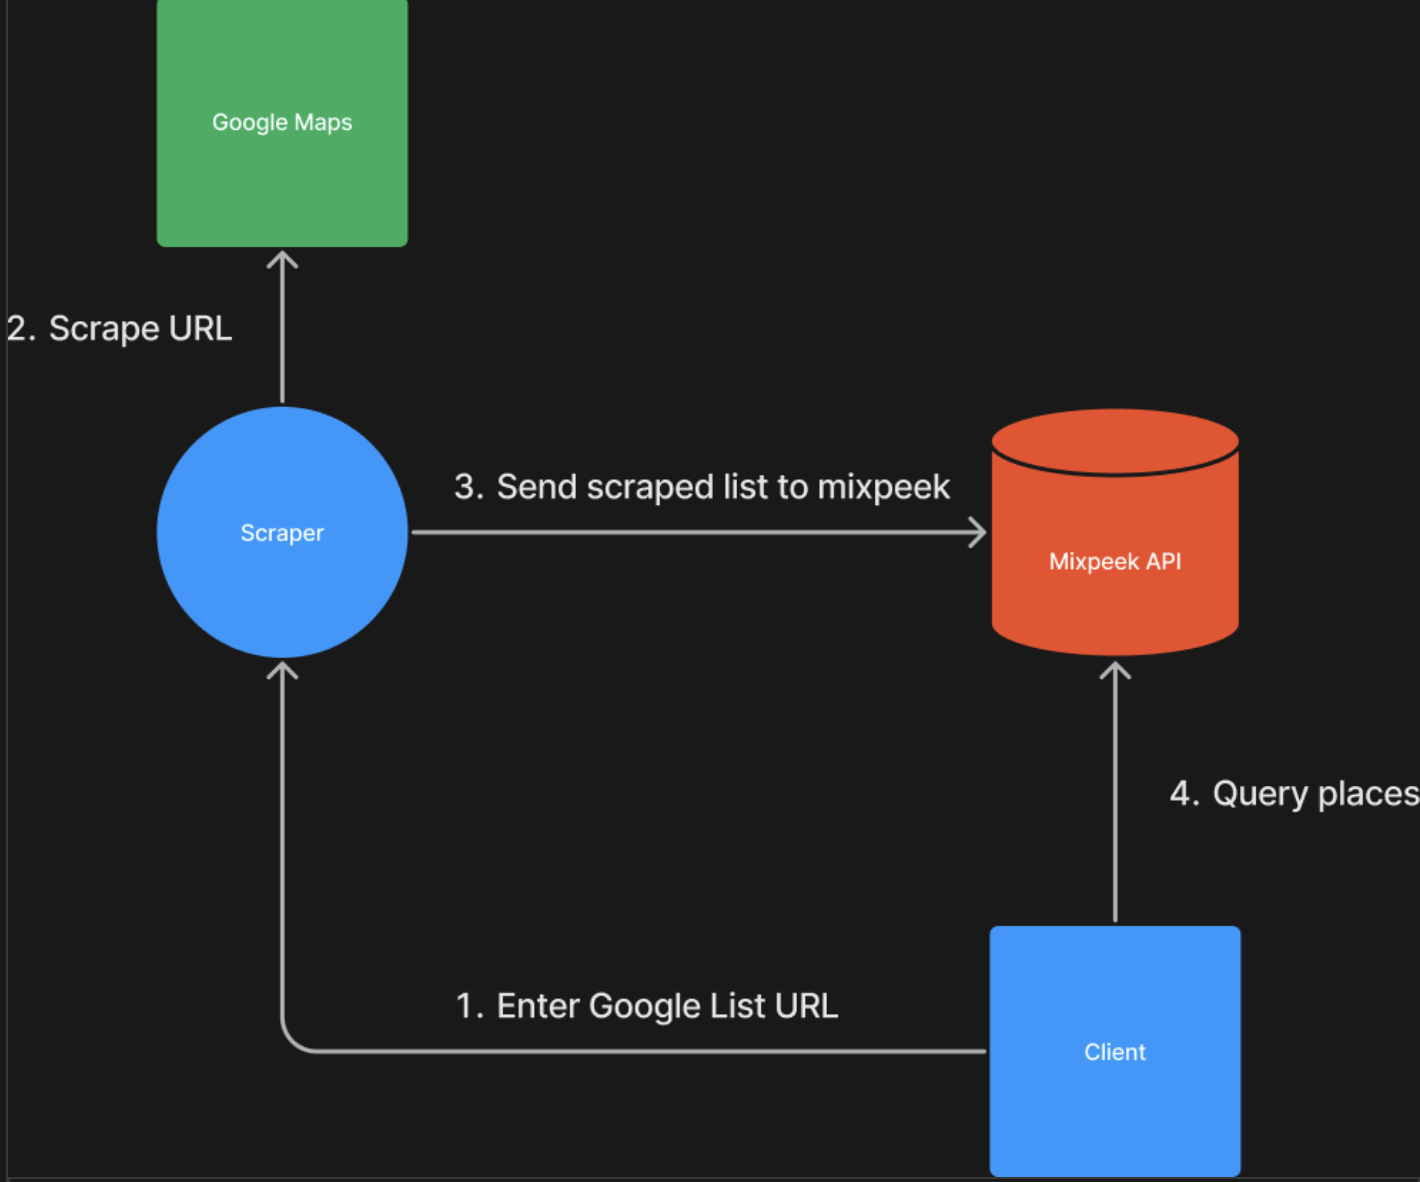 Google Maps
2. Scrape URL
3. Send scraped list to mixpeek
Scraper
Mixpeek API
4. Query places
1. Enter Google List URL
Client